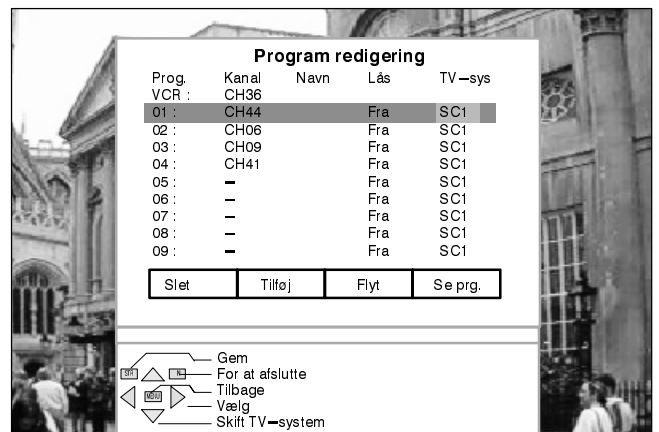 Program redigering
Prog. Kanal Navn Lås TV–sys
VCR : CH36
01 : CH44 Fra SC1
02 : CH06 Fra SC1
03 : CH09 Fra SC1
04 : CH41 Fra SC1
05 : – Fra SC1
06 : – Fra SC1
07 : – Fra SC1
08 : – Fra SC1
09 : – Fra SC1
Slet Tilføj Flyt Se prg.
Gem
STR N For at afslutte
MENU Tilbage
Vælg
Skift TV–system